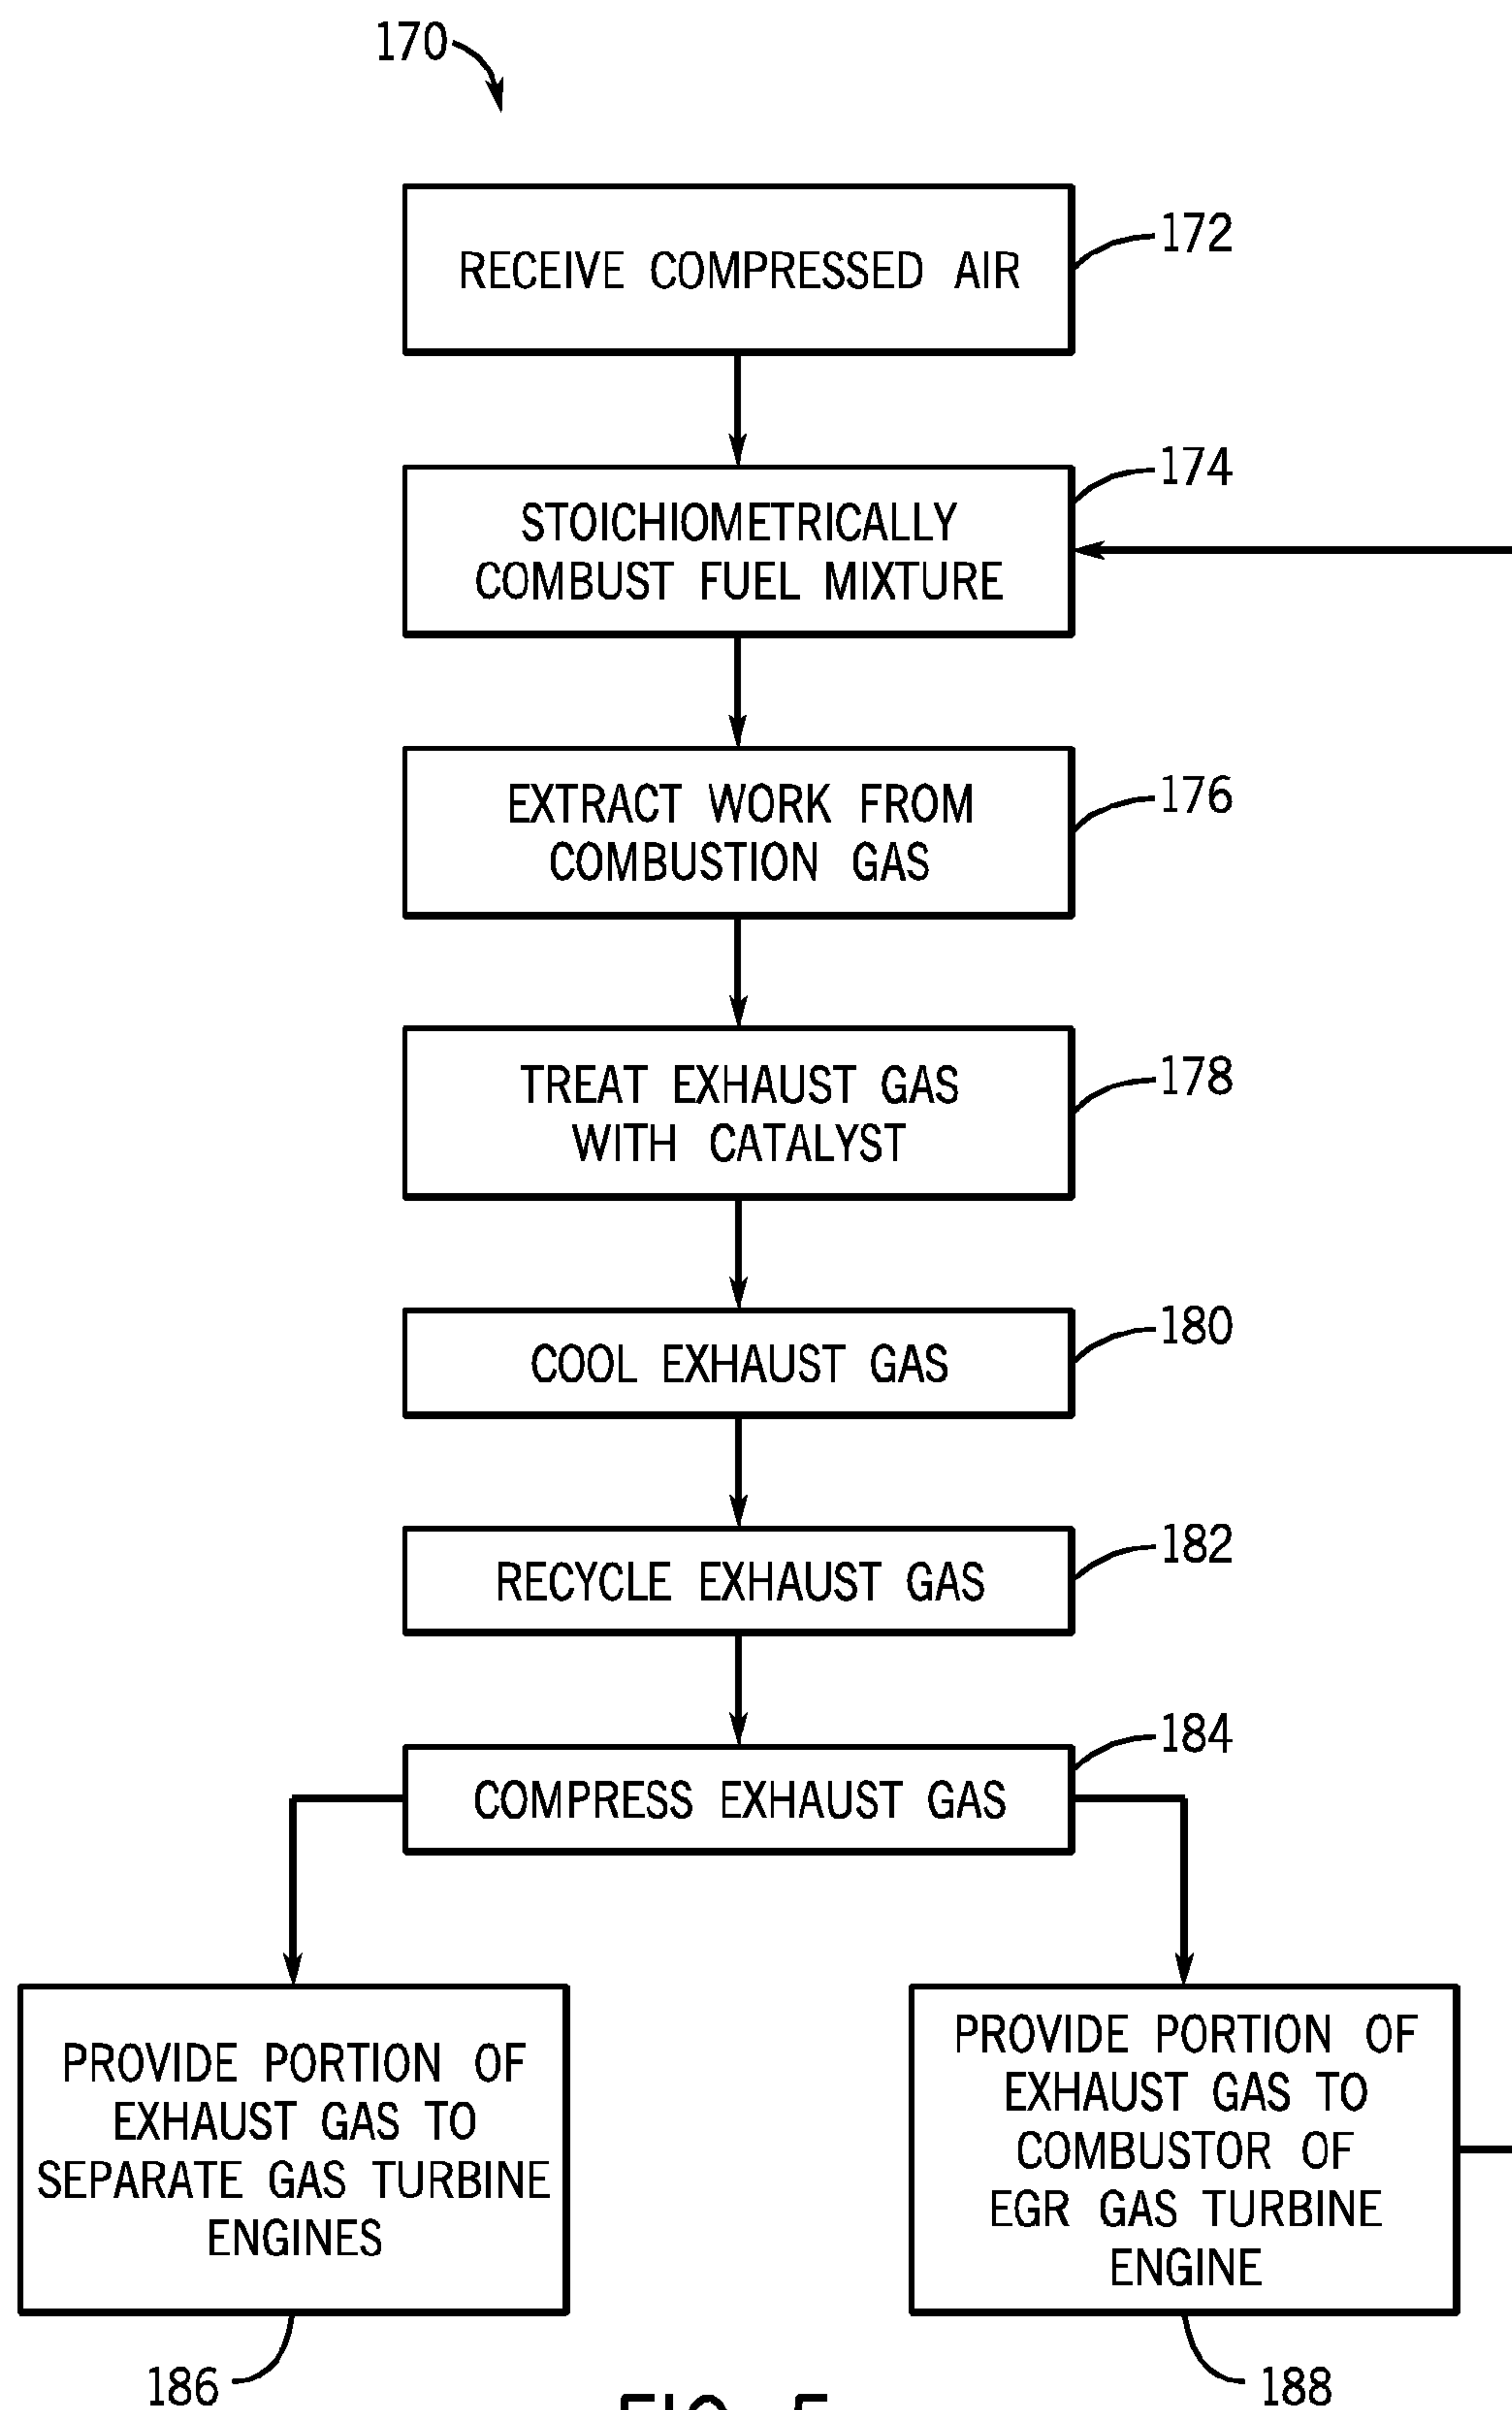 170
RECEIVE COMPRESSED AIR
172
STOICHIOMETRICALLY
COMBUST FUEL MIXTURE
174
EXTRACT WORK FROM
COMBUSTION GAS
176
TREAT EXHAUST GAS
WITH CATALYST
178
COOL EXHAUST GAS
180
RECYCLE EXHAUST GAS
182
COMPRESS EXHAUST GAS
184
PROVIDE PORTION OF
EXHAUST GAS TO
SEPARATE GAS TURBINE
ENGINES
186
PROVIDE PORTION OF
EXHAUST GAS TO
COMBUSTOR OF
EGR GAS TURBINE
ENGINE
188